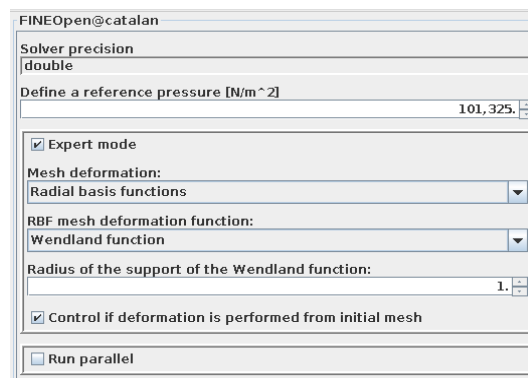 FINEOpen@catalan
Solver precision
double
Define a reference pressure [N/m^2]
101,325.
Expert mode
Mesh deformation:
Radial basis functions
RBF mesh deformation function:
Wendland function
Radius of the support of the Wendland function:
1.
Control if deformation is performed from initial mesh
Run parallel